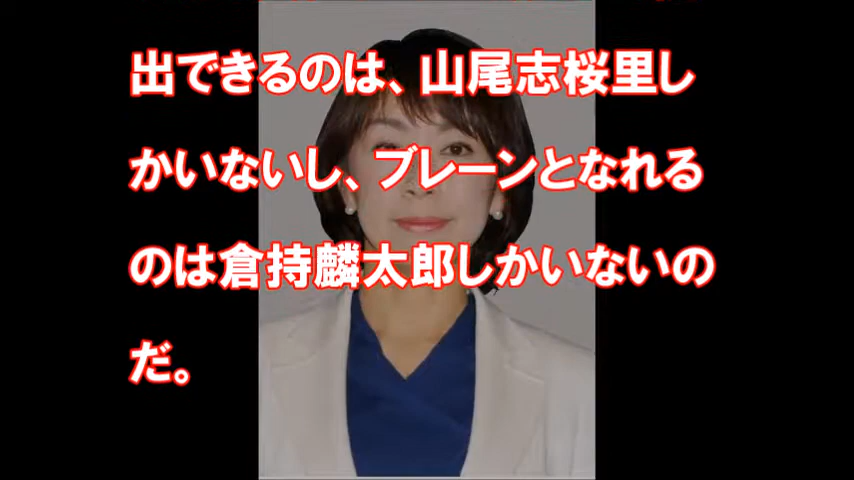 出できるのは、山尾志桜里し
かいないし、ブレーンとなれる
のは倉持麟太郎しかいないの
だ。